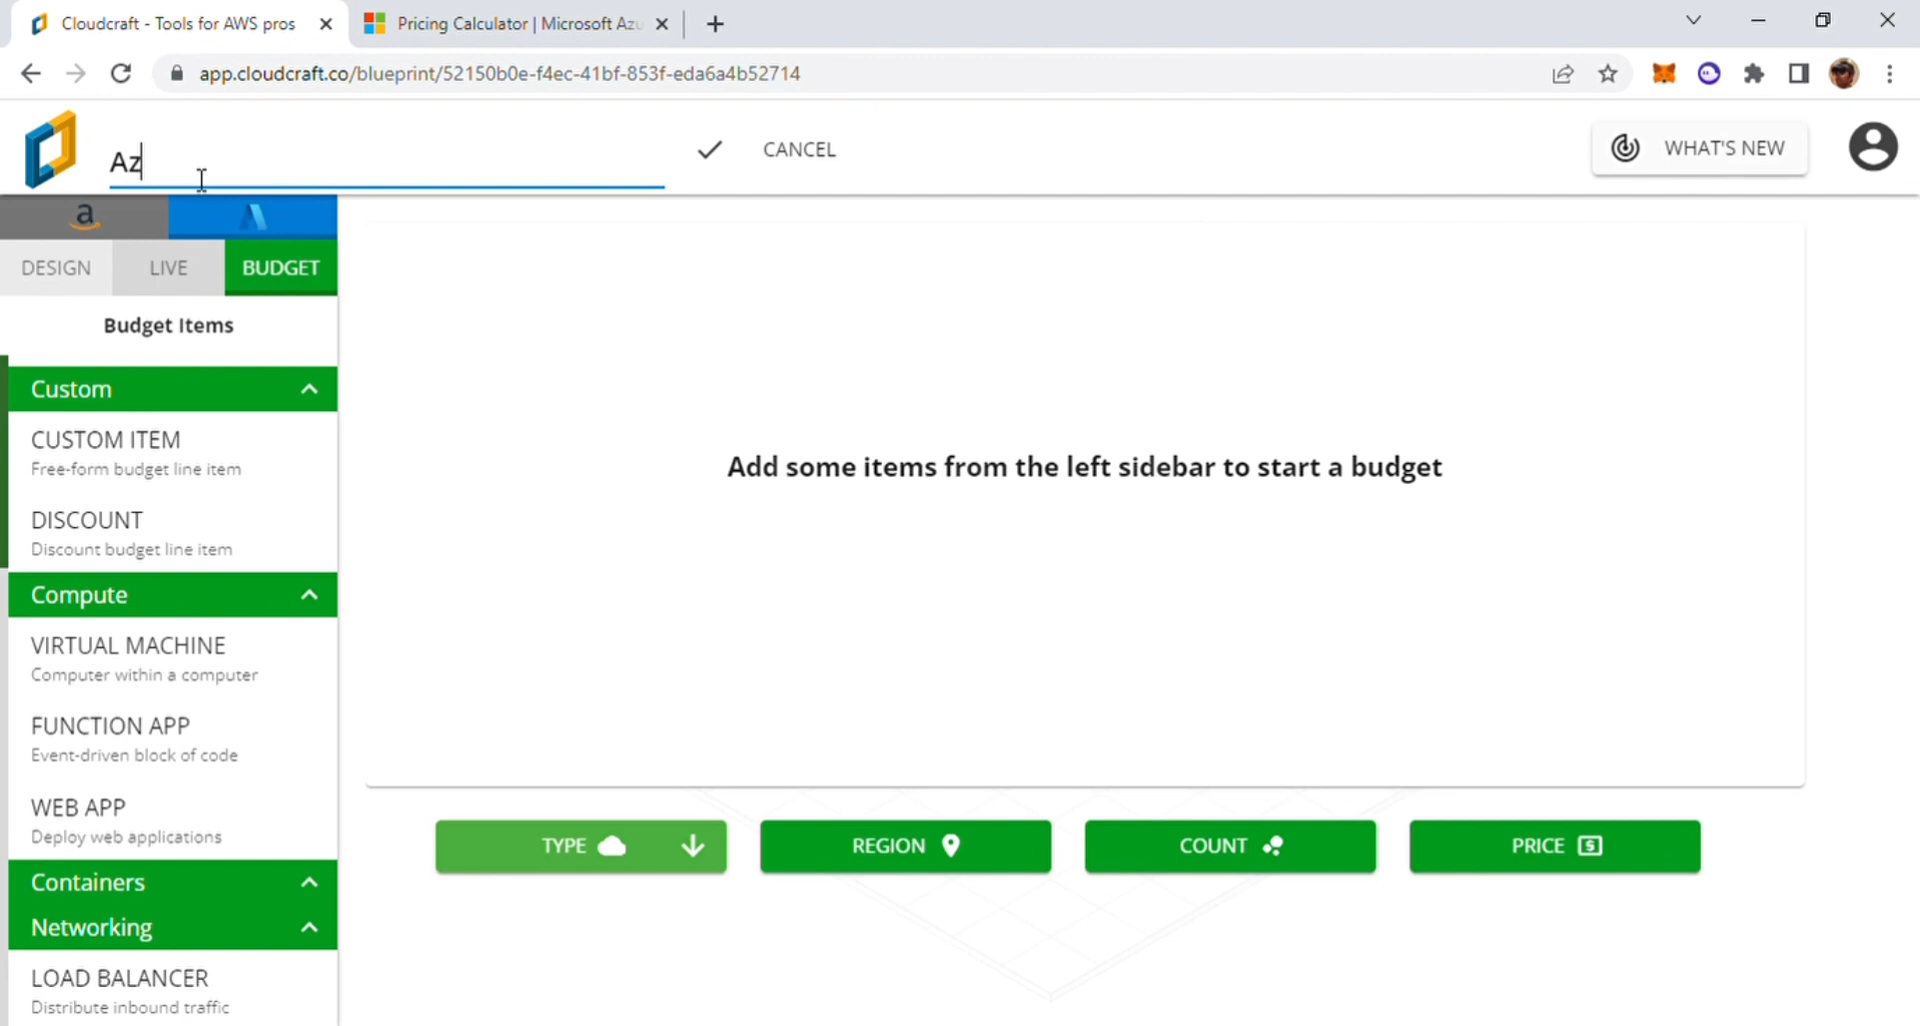 Cloudcraft - Tools for AWS pros
Pricing Calculator | Microsoft Azu
app.cloudcraft.co/blueprint/52150b0e-f4ec-41bf-853f-eda6a4b52714
Az
CANCEL
WHAT'S NEW
DESIGN
LIVE
BUDGET
Budget Items
Custom
CUSTOM ITEM
Free-form budget line item
DISCOUNT
Discount budget line item
Compute
VIRTUAL MACHINE
Computer within a computer
FUNCTION APP
Event-driven block of code
WEB APP
Deploy web applications
Containers
Networking
LOAD BALANCER
Distribute inbound traffic
Add some items from the left sidebar to start a budget
TYPE
REGION
COUNT
PRICE